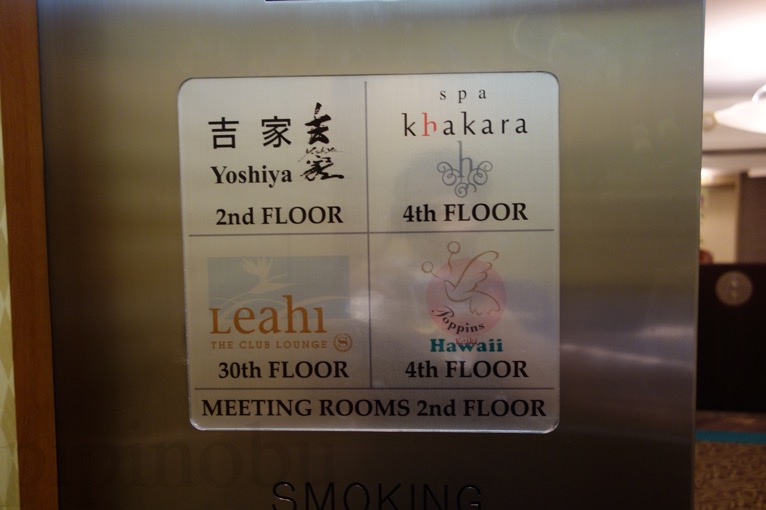 吉 家
Yoshiya
2nd FLOOR
spa
khakara
h
4th FLOOR
Leahi
THE CLUB LOUNGE S
30th FLOOR
Poppins
Keiki
Hawaii
4th FLOOR
MEETING ROOMS 2nd FLOOR
SMOKING